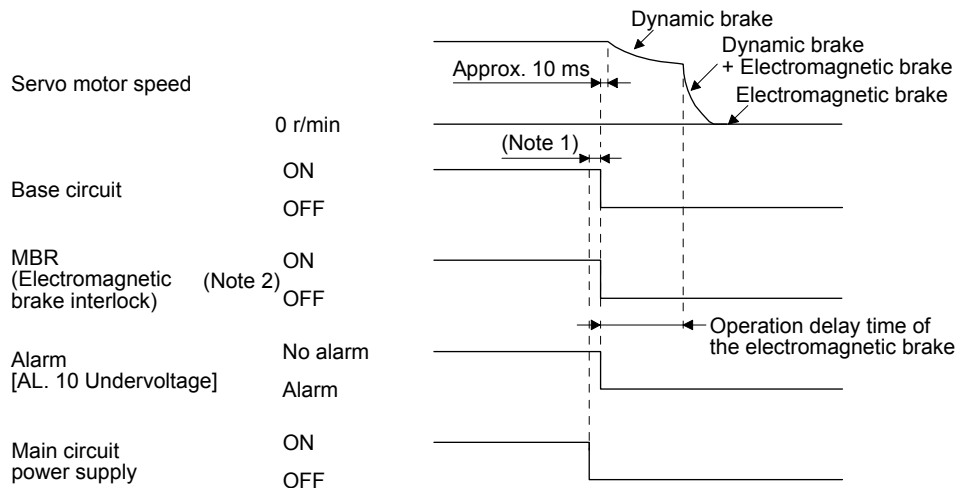 Dynamic brake
Dynamic brake
+ Electromagnetic brake
Electromagnetic brake
Approx. 10 ms
Servo motor speed
0 r/min
(Note 1)
ON
Base circuit
OFF
MBR
(Electromagnetic
brake interlock)
(Note 2)
ON
OFF
Operation delay time of
the electromagnetic brake
Alarm
[AL. 10 Undervoltage]
No alarm
Alarm
Main circuit
power supply
ON
OFF